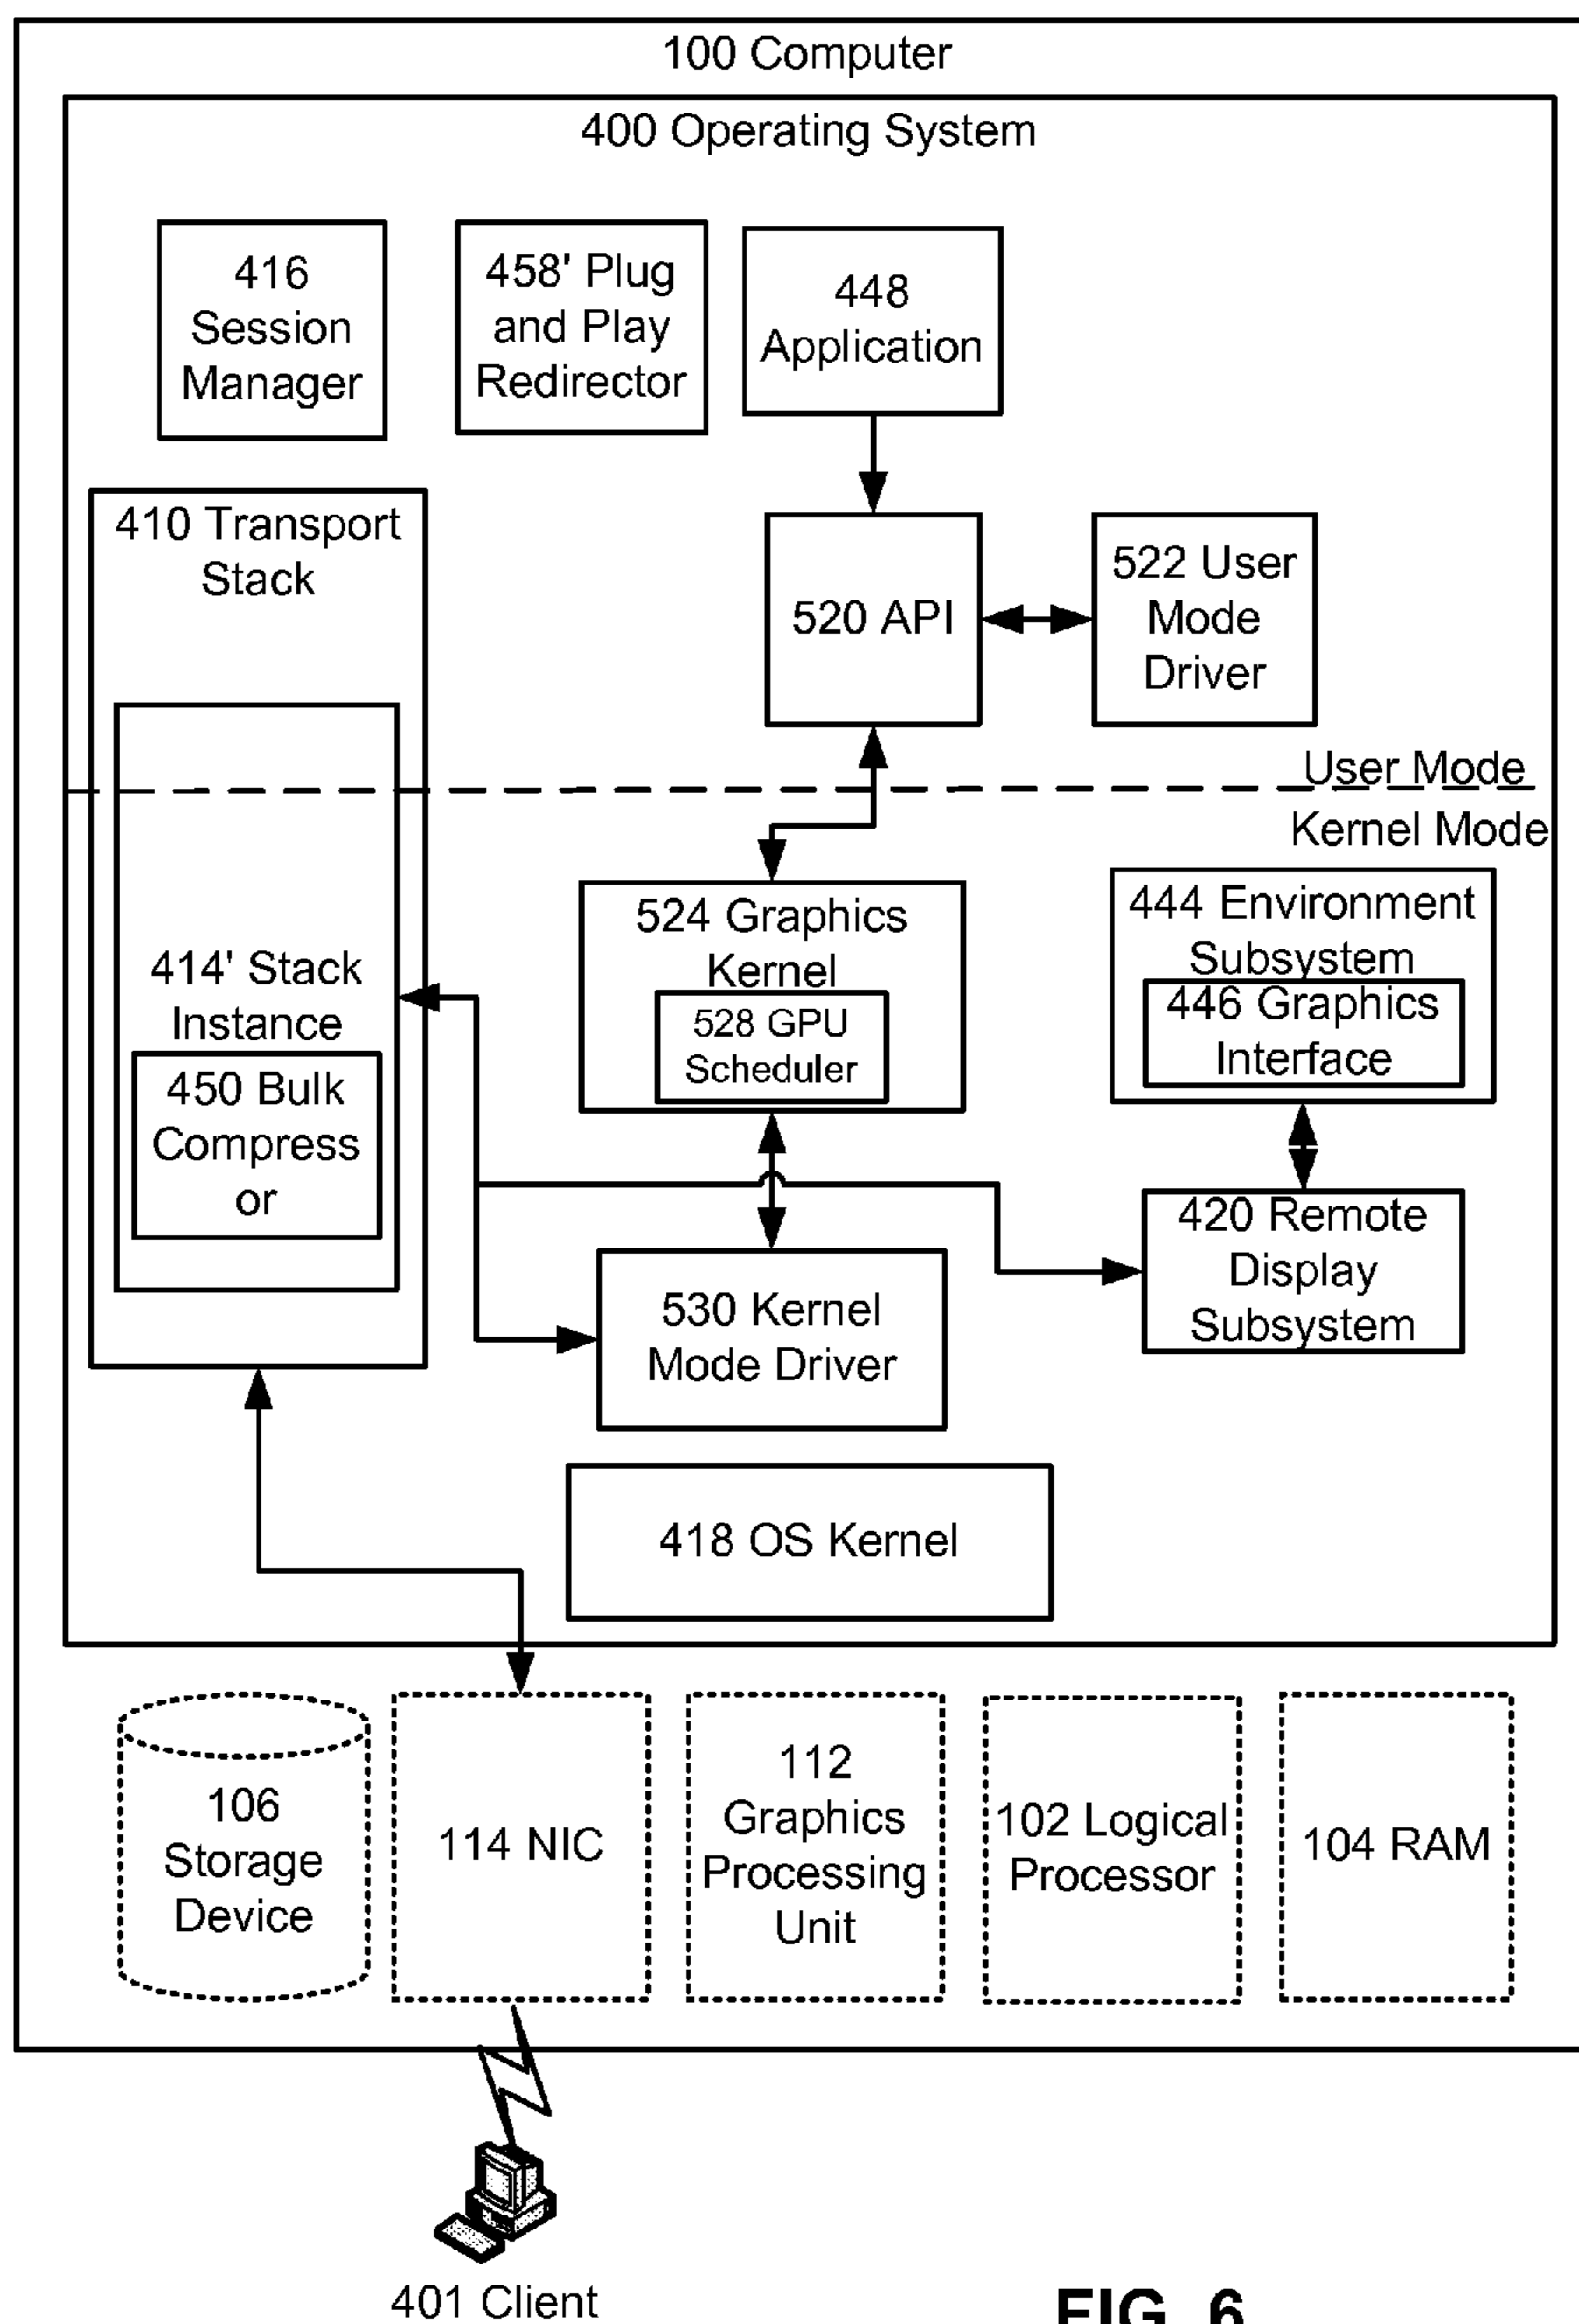 100 Computer
400 Operating System
416
Session
Manager
458' Plug
and Play
Redirector
448
Application
410 Transport
Stack
520 API
522 User
Mode
Driver
User Mode
Kernel Mode
414' Stack
Instance
450 Bulk
Compress
or
524 Graphics
Kernel
528 GPU
Scheduler
444 Environment
Subsystem
446 Graphics
Interface
530 Kernel
Mode Driver
420 Remote
Display
Subsystem
418 OS Kernel
106
Storage
Device
114 NIC
112
Graphics
Processing
Unit
102 Logical
Processor
104 RAM
401 Client
FIG. 6